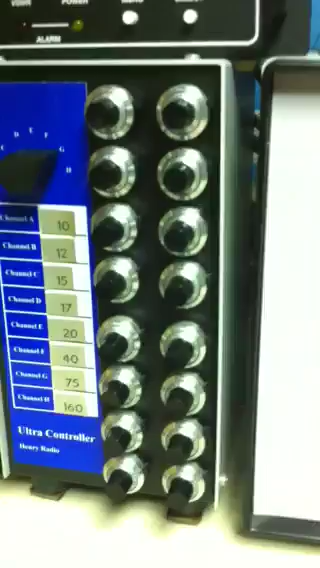 POWER
ALARM
C D E F G H
Channel A 10
Channel B 12
Channel C 15
Channel D 17
Channel E 20
Channel F 40
Channel G 75
Channel H 160
Ultra Controller
Henry Radio